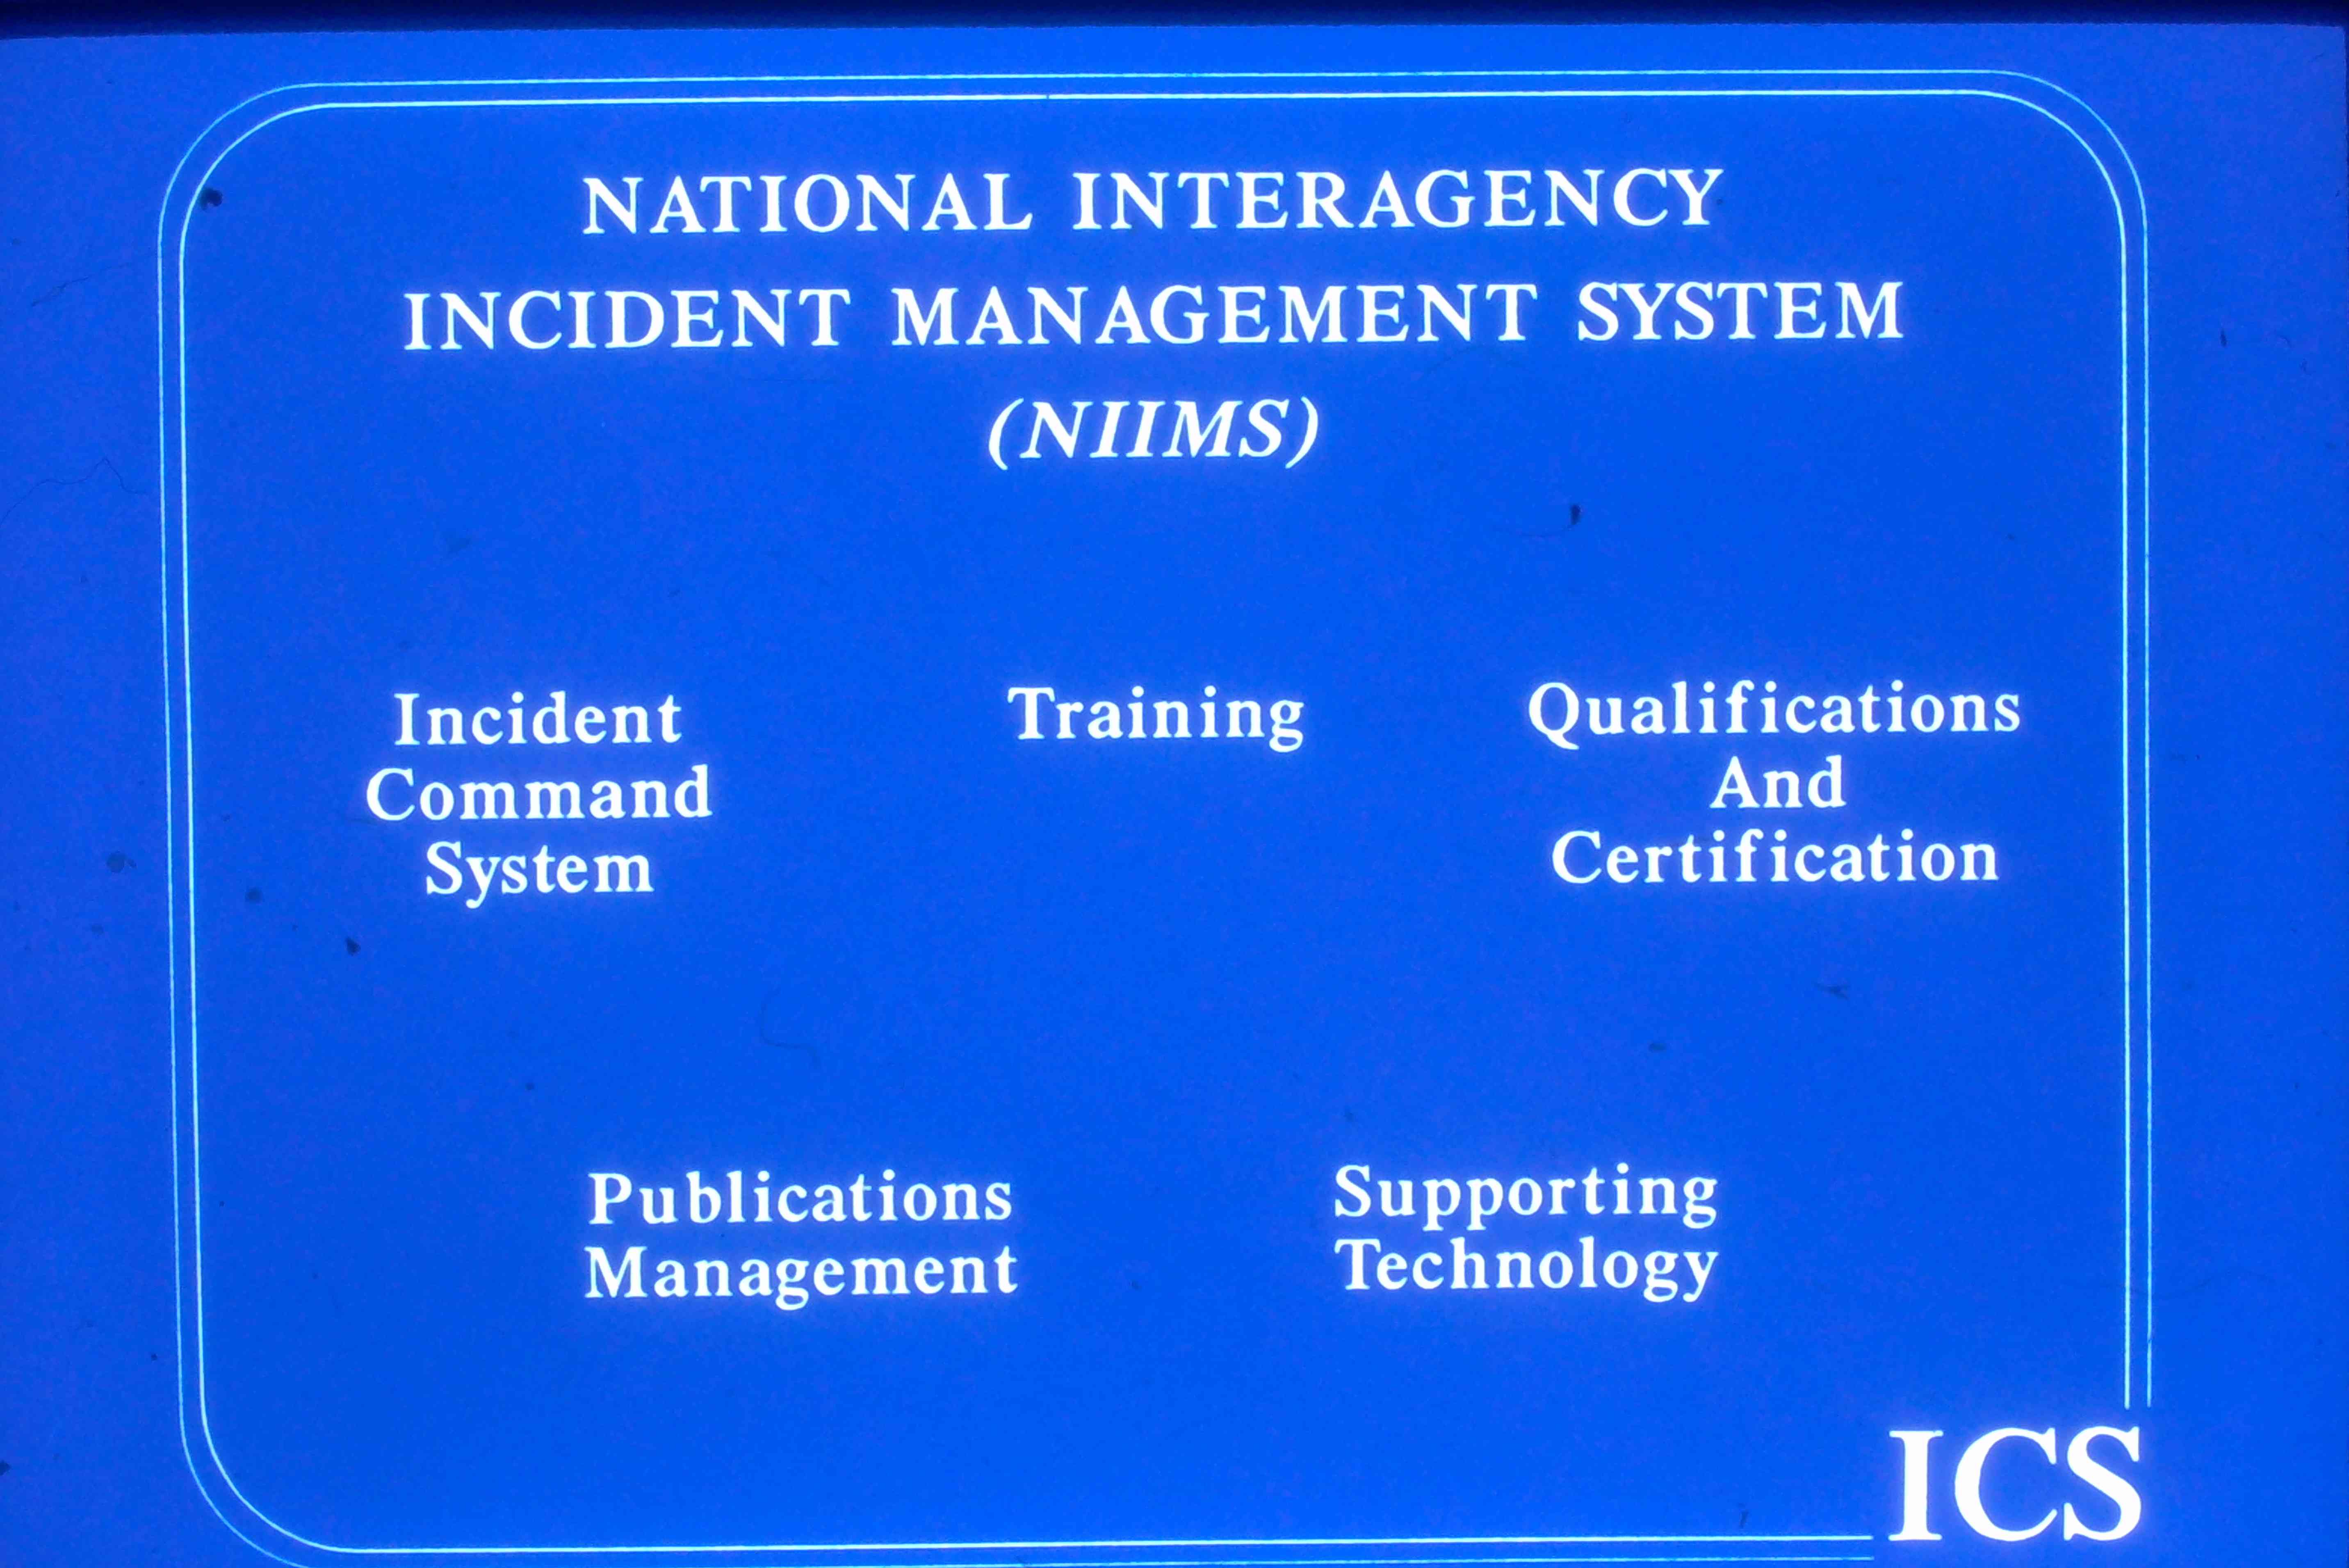 NATIONAL INTERAGENCY
INCIDENT MANAGEMENT SYSTEM
(NIIMS)
Incident
Command
System
Training
Qualifications
And
Certification
Publications
Management
Supporting
Technology
ICS